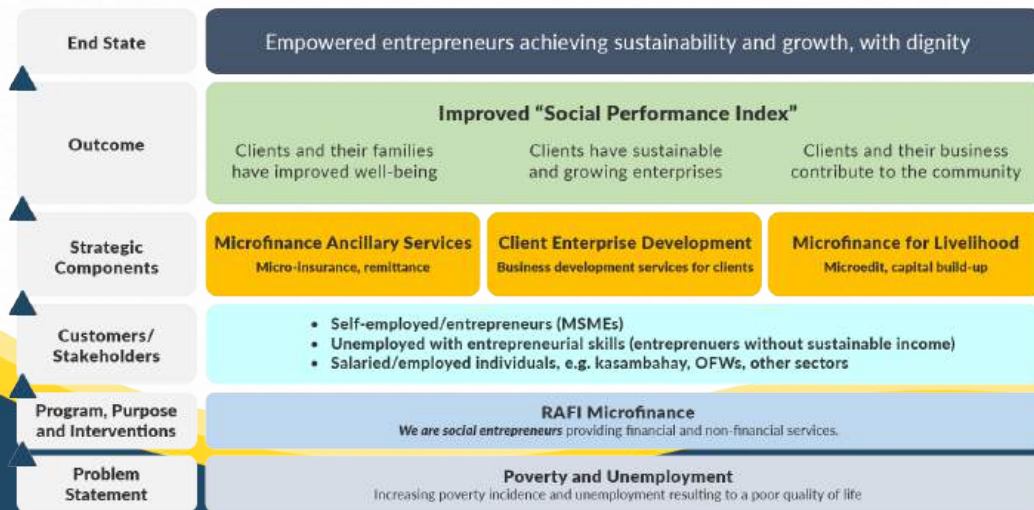 End State
Empowered entrepreneurs achieving sustainability and growth, with dignity
Outcome
Improved “Social Performance Index”
Clients and their families
have improved well-being
Clients have sustainable
and growing enterprises
Clients and their business
contribute to the community
Strategic
Components
Microfinance Ancillary Services
Micro-insurance, remittance
Client Enterprise Development
Business development services for clients
Microfinance for Livelihood
Microedit, capital build-up
Customers/
Stakeholders
• Self-employed/entrepreneurs (MSMEs)
• Unemployed with entrepreneurial skills (entreprenuers without sustainable income)
• Salaried/employed individuals, e.g. kasambahay, OFWs, other sectors
Program, Purpose
and Interventions
RAFI Microfinance
We are social entrepreneurs providing financial and non-financial services.
Problem
Statement
Poverty and Unemployment
Increasing poverty incidence and unemployment resulting to a poor quality of life